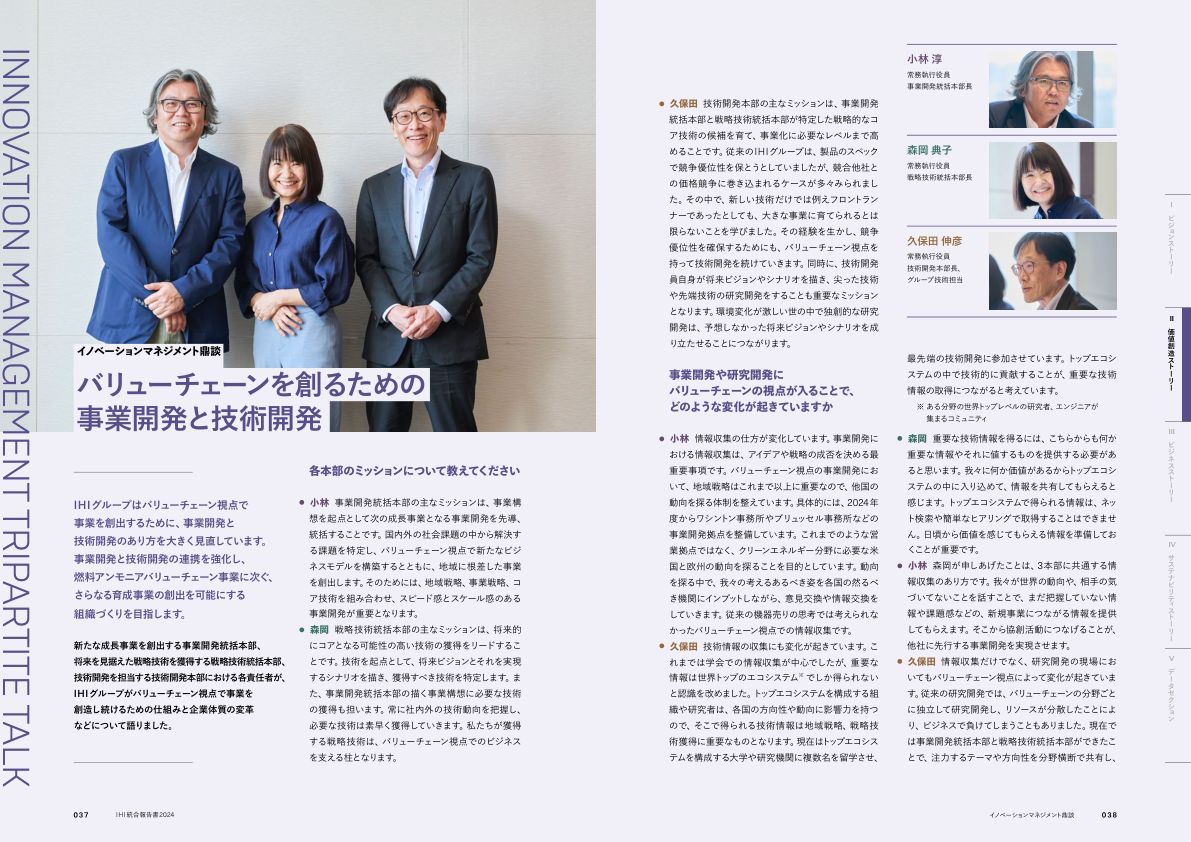 INNOVATION MANAGEMENT TRIPARTITE TALK
イノベーションマネジメント鼎談
バリューチェーンを創るための
事業開発と技術開発
IHIグループはバリューチェーン視点で
事業を創出するために、事業開発と
技術開発のあり方を大きく見直しています。
事業開発と技術開発の連携を強化し、
燃料アンモニアバリューチェーン事業に次ぐ、
さらなる育成事業の創出を可能にする
組織づくりを目指します。
新たな成長事業を創出する事業開発統括本部、
将来を見据えた戦略技術を獲得する戦略技術統括本部、
技術開発を担当する技術開発本部における各責任者が、
IHIグループがバリューチェーン視点で事業を
創造し続けるための仕組みと企業体質の変革
などについて語りました。
各本部のミッションについて教えてください
● 小林 事業開発統括本部の主なミッションは、事業構
想を起点として次の成長事業となる事業開発を先導、
統括することです。国内外の社会課題の中から解決す
る課題を特定し、バリューチェーン視点で新たなビジ
ネスモデルを構築するとともに、地域に根差した事業
を創出します。そのためには、地域戦略、事業戦略、コ
ア技術を組み合わせ、スピード感とスケール感のある
事業開発が重要となります。
● 森岡 戦略技術統括本部の主なミッションは、将来的
にコアとなる可能性の高い技術の獲得をリードするこ
とです。技術を起点として、将来ビジョンとそれを実現
するシナリオを描き、獲得すべき技術を特定します。ま
た、事業開発統括本部の描く事業構想に必要な技術
の獲得も担います。常に社内外の技術動向を把握し、
必要な技術は素早く獲得していきます。私たちが獲得
する戦略技術は、バリューチェーン視点でのビジネス
を支える柱となります。
037
IHI統合報告書2024
● 久保田 技術開発本部の主なミッションは、事業開発
統括本部と戦略技術統括本部が特定した戦略的なコ
ア技術の候補を育て、事業化に必要なレベルまで高
めることです。従来のIHIグループは、製品のスペック
で競争優位性を保とうとしていましたが、競合他社と
の価格競争に巻き込まれるケースが多々みられまし
た。その中で、新しい技術だけでは例えフロントラン
ナーであったとしても、大きな事業に育てられるとは
限らないことを学びました。その経験を生かし、競争
優位性を確保するためにも、バリューチェーン視点を
持って技術開発を続けていきます。同時に、技術開発
員自身が将来ビジョンやシナリオを描き、尖った技術
や先端技術の研究開発をすることも重要なミッション
となります。環境変化が激しい世の中で独創的な研究
開発は、予想しなかった将来ビジョンやシナリオを成
り立たせることにつながります。
事業開発や研究開発に
バリューチェーンの視点が入ることで、
どのような変化が起きていますか
● 小林 情報収集の仕方が変化しています。事業開発に
おける情報収集は、アイデアや戦略の成否を決める最
重要事項です。バリューチェーン視点の事業開発にお
いて、地域戦略はこれまで以上に重要なので、他国の
動向を探る体制を整えています。具体的には、2024年
度からワシントン事務所やブリュッセル事務所などの
事業開発拠点を整備しています。これまでのような営
業拠点ではなく、クリーンエネルギー分野に必要な米
国と欧州の動向を探ることを目的としています。動向
を探る中で、我々の考えるあるべき姿を各国の然るべ
き機関にインプットしながら、意見交換や情報交換を
していきます。従来の機器売りの思考では考えられな
かったバリューチェーン視点での情報収集です。
● 久保田 技術情報の収集にも変化が起きています。こ
れまでは学会での情報収集が中心でしたが、重要な
情報は世界トップのエコシステム※でしか得られない
と認識を改めました。トップエコシステムを構成する組
織や研究者は、各国の方向性や動向に影響力を持つ
ので、そこで得られる技術情報は地域戦略、戦略技
術獲得に重要なものとなります。現在はトップエコシス
テムを構成する大学や研究機関に複数名を留学させ、
小林 淳
常務執行役員
事業開発統括本部長
森岡 典子
常務執行役員
戦略技術統括本部長
久保田 伸彦
常務執行役員
技術開発本部長、
グループ技術担当
最先端の技術開発に参加させています。トップエコシ
ステムの中で技術的に貢献することが、重要な技術
情報の取得につながると考えています。
※ ある分野の世界トップレベルの研究者、エンジニアが
集まるコミュニティ
● 森岡 重要な技術情報を得るには、こちらからも何か
重要な情報やそれに値するものを提供する必要があ
ると思います。我々に何か価値があるからトップエコシ
ステムの中に入り込めて、情報を共有してもらえると
感じます。トップエコシステムで得られる情報は、ネッ
ト検索や簡単なヒアリングで取得することはできませ
ん。日頃から価値を感じてもらえる情報を準備してお
くことが重要です。
● 小林 森岡が申しあげたことは、3本部に共通する情
報収集のあり方です。我々が世界の動向や、相手の気
づいてないことを話すことで、まだ把握していない情
報や課題感などの、新規事業につながる情報を提供
してもらえます。そこから協創活動につなげることが、
他社に先行する事業開発を実現させます。
● 久保田 情報収集だけでなく、研究開発の現場にお
いてもバリューチェーン視点によって変化が起きていま
す。従来の研究開発では、バリューチェーンの分野ごと
に独立して研究開発し、リソースが分散したことによ
り、ビジネスで負けてしまうこともありました。現在で
は事業開発統括本部と戦略技術統括本部ができたこ
とで、注力するテーマや方向性を分野横断で共有し、
I ビジョンストーリー
II 価値創造ストーリー
III ビジネスストーリー
IV サステナビリティストーリー
V データセクション
イノベーションマネジメント鼎談
038